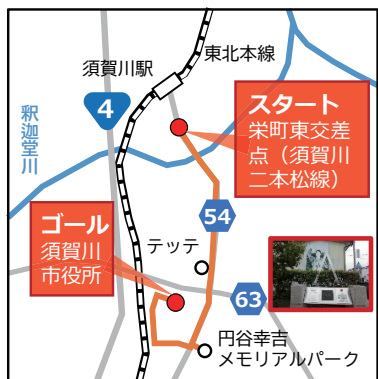 東北本線
須賀川駅
4
釈迦堂川
スタート
栄町東交差
点（須賀川
二本松線）
54
ゴール
須賀川
市役所
テッテ
63
円谷幸吉
メモリアルパーク